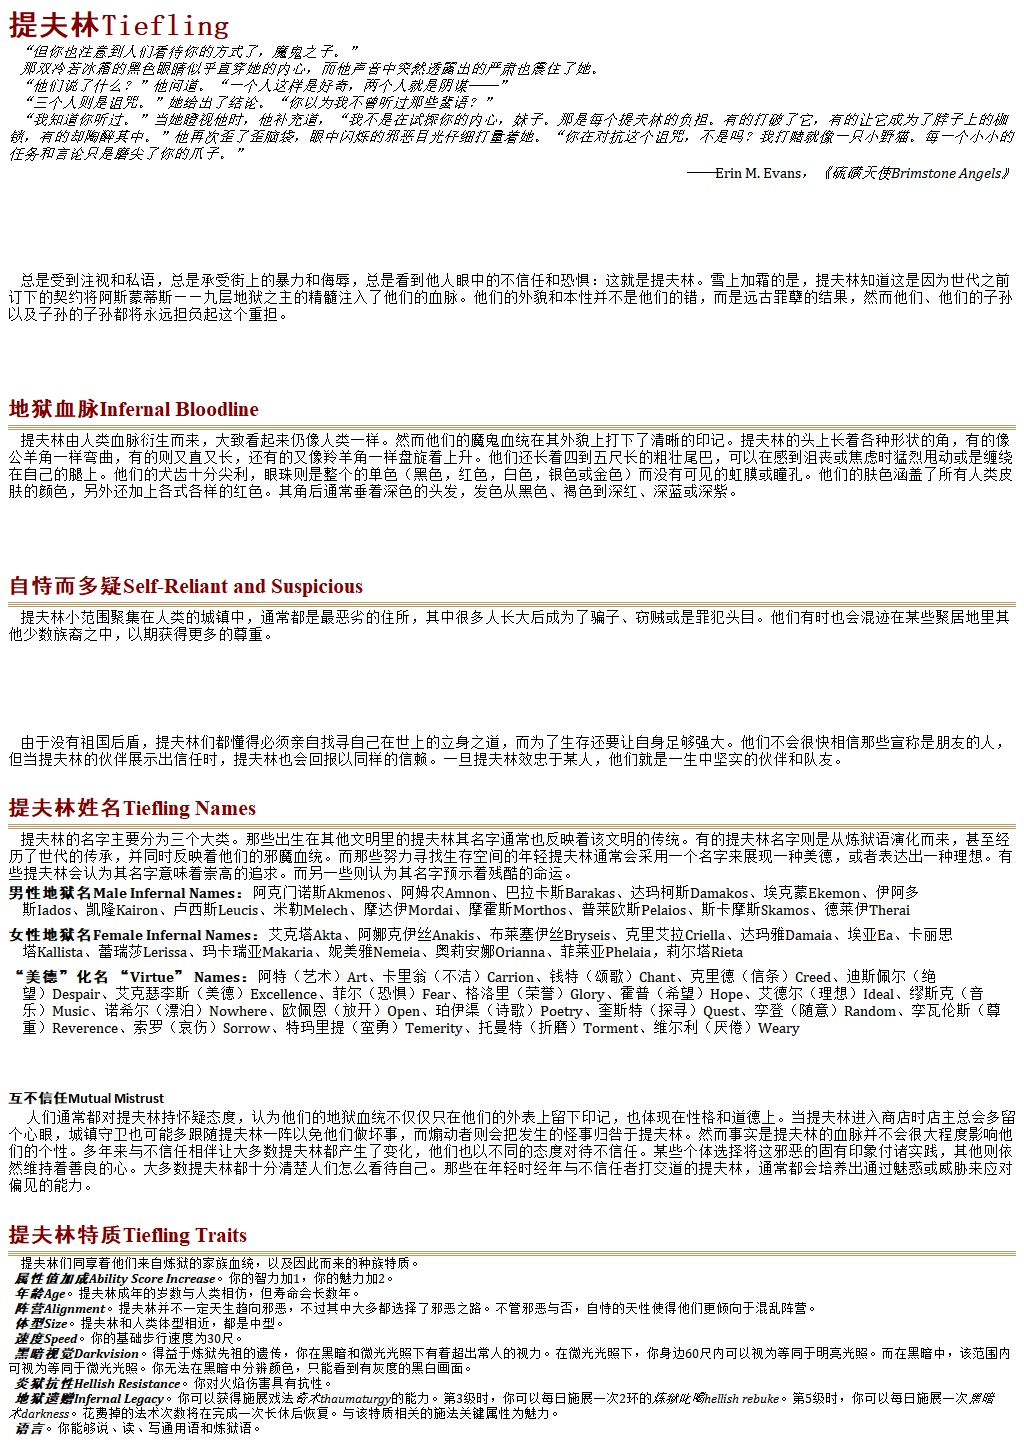 提夫林Tiefling
“但你也注意到人们看待你的方式了，魔鬼之子。”
那双冷若冰霜的黑色眼睛似乎直穿她的内心，而他声音中突然透露出的严肃也震住了她。
“他们说了什么？”他问道。“一个人这样是好奇，两个人就是阴谋——”
“三个人则是诅咒。”她给出了结论。“你以为我不曾听过那些蜚语？”
“我知道你听过。”当她瞪视他时，他补充道，“我不是在试探你的内心，妹子。那是每个提夫林的负担。有的打破了它，有的让它成为了脖子上的枷
锁，有的却陶醉其中。”他再次歪了歪脑袋，眼中闪烁的邪恶目光仔细打量着她。“你在对抗这个诅咒，不是吗？我打赌就像一只小野猫。每一个小小的
任务和言论只是磨尖了你的爪子。”
——Erin M. Evans，《硫磺天使Brimstone Angels》
总是受到注视和私语，总是承受街上的暴力和侮辱，总是看到他人眼中的不信任和恐惧：这就是提夫林。雪上加霜的是，提夫林知道这是因为世代之前
订下的契约将阿斯蒙蒂斯－－九层地狱之主的精髓注入了他们的血脉。他们的外貌和本性并不是他们的错，而是远古罪孽的结果，然而他们、他们的子孙
以及子孙的子孙都将永远担负起这个重担。
地狱血脉Infernal Bloodline
提夫林由人类血脉衍生而来，大致看起来仍像人类一样。然而他们的魔鬼血统在其外貌上打下了清晰的印记。提夫林的头上长着各种形状的角，有的像
公羊角一样弯曲，有的则又直又长，还有的又像羚羊角一样盘旋着上升。他们还长着四到五尺长的粗壮尾巴，可以在感到沮丧或焦虑时猛烈甩动或是缠绕
在自己的腿上。他们的犬齿十分尖利，眼珠则是整个的单色（黑色，红色，白色，银色或金色）而没有可见的虹膜或瞳孔。他们的肤色涵盖了所有人类皮
肤的颜色，另外还加上各式各样的红色。其角后通常垂着深色的头发，发色从黑色、褐色到深红、深蓝或深紫。
自恃而多疑Self-Reliant and Suspicious
提夫林小范围聚集在人类的城镇中，通常都是最恶劣的住所，其中很多人长大后成为了骗子、窃贼或是罪犯头目。他们有时也会混迹在某些聚居地里其
他少数族裔之中，以期获得更多的尊重。
由于没有祖国后盾，提夫林们都懂得必须亲自找寻自己在世上的立身之道，而为了生存还要让自身足够强大。他们不会很快相信那些宣称是朋友的人，
但当提夫林的伙伴展示出信任时，提夫林也会回报以同样的信赖。一旦提夫林效忠于某人，他们就是一生中坚实的伙伴和队友。
提夫林姓名Tiefling Names
提夫林的名字主要分为三个大类。那些出生在其他文明里的提夫林其名字通常也反映着该文明的传统。有的提夫林名字则是从炼狱语演化而来，甚至经
历了世代的传承，并同时反映着他们的邪魔血统。而那些努力寻找生存空间的年轻提夫林通常会采用一个名字来展现一种美德，或者表达出一种理想。有
些提夫林会认为其名字意味着崇高的追求。而另一些则认为其名字预示着残酷的命运。
男性地狱名Male Infernal Names：阿克门诺斯Akmenos、阿姆农Amnon、巴拉卡斯Barakas、达玛柯斯Damakos、埃克蒙Ekemon、伊阿多
斯Iados、凯隆Kairon、卢西斯Leucis、米勒Melech、摩达伊Mordai、摩霍斯Morthos、普莱欧斯Pelaios、斯卡摩斯Skamos、德莱伊Therai
女性地狱名Female Infernal Names：艾克塔Akta、阿娜克伊丝Anakis、布莱塞伊丝Bryseis、克里艾拉Criella、达玛雅Damaia、埃亚Ea、卡丽思
塔Kallista、蕾瑞莎Lerissa、玛卡瑞亚Makaria、妮美雅Nemeia、奥莉安娜Orianna、菲莱亚Phelaia，莉尔塔Rieta
“美德”化名 “Virtue” Names：阿特（艺术）Art、卡里翁（不洁）Carrion、钱特（颂歌）Chant、克里德（信条）Creed、迪斯佩尔（绝
望）Despair、艾克瑟李斯（美德）Excellence、菲尔（恐惧）Fear、格洛里（荣誉）Glory、霍普（希望）Hope、艾德尔（理想）Ideal、缪斯克（音
乐）Music、诺希尔（漂泊）Nowhere、欧佩恩（放开）Open、珀伊渠（诗歌）Poetry、奎斯特（探寻）Quest、李登（随意）Random、李瓦伦斯（尊
重）Reverence、索罗（哀伤）Sorrow、特玛里提（蛮勇）Temerity、托曼特（折磨）Torment、维尔利（厌倦）Weary
互不信任Mutual Mistrust
人们通常都对提夫林持怀疑态度，认为他们的地狱血统不仅仅只在他们的外表上留下印记，也体现在性格和道德上。当提夫林进入商店时店主总会多留
个心眼，城镇守卫也可能多跟随提夫林一阵以免他们做坏事，而煽动者则会把发生的怪事归咎于提夫林。然而事实是提夫林的血脉并不会很大程度影响他
们的个性。多年来与不信任相伴让大多数提夫林都产生了变化，他们也以不同的态度对待不信任。某些个体选择将这邪恶的固有印象付诸实践，其他则依
然维持着善良的心。大多数提夫林都十分清楚人们怎么看待自己。那些在年轻时经年与不信任者打交道的提夫林，通常都会培养出通过魅惑或威胁来应对
偏见的能力。
提夫林特质Tiefling Traits
提夫林们同享着他们来自炼狱的家族血统，以及因此而来的种族特质。
属性值加成Ability Score Increase。你的智力加1，你的魅力加2。
年龄Age。提夫林成年的岁数与人类相仿，但寿命会长数年。
阵营Alignment。提夫林并不一定天生趋向邪恶，不过其中大多都选择了邪恶之路。不管邪恶与否，自恃的天性使得他们更倾向于混乱阵营。
体型Size。提夫林和人类体型相近，都是中型。
速度Speed。你的基础步行速度为30尺。
黑暗视觉Darkvision。得益于炼狱先祖的遗传，你在黑暗和微光光照下有着超出常人的视力。在微光光照下，你身边60尺内可以视为等同于明亮光照。而在黑暗中，该范围内
可视为等同于微光光照。你无法在黑暗中分辨颜色，只能看到有灰度的黑白画面。
炎狱抗性Hellish Resistance。你对火焰伤害具有抗性。
地狱遗赠Infernal Legacy。你可以获得施展戏法奇术thaumaturgy的能力。第3级时，你可以每日施展一次2环的炼狱叱喝hellish rebuke。第5级时，你可以每日施展一次黑暗
术darkness。花费掉的法术次数将在完成一次长休后恢复。与该特质相关的施法关键属性为魅力。
语言。你能够说、读、写通用语和炼狱语。